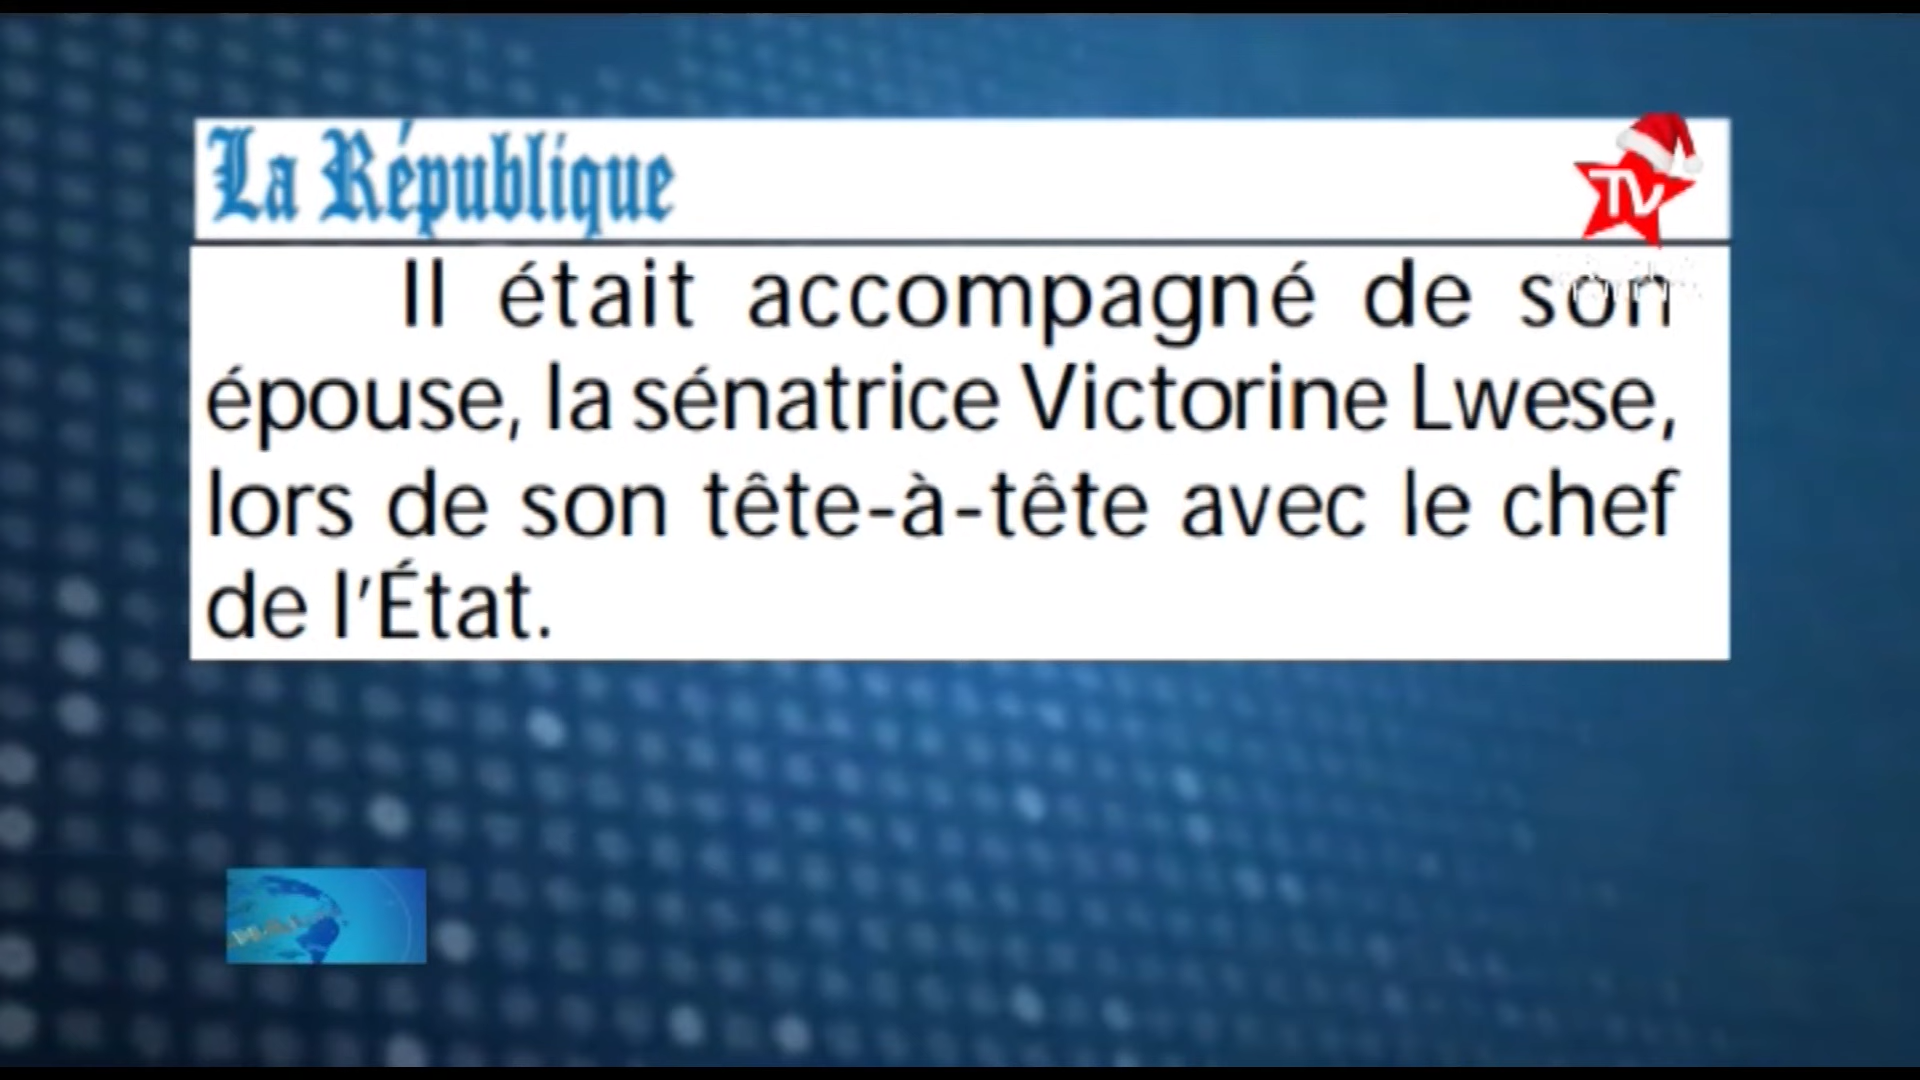 La République
TV
Il était accompagné de son
épouse, la sénatrice Victorine Lwese,
lors de son tête-à-tête avec le chef
de l'État.